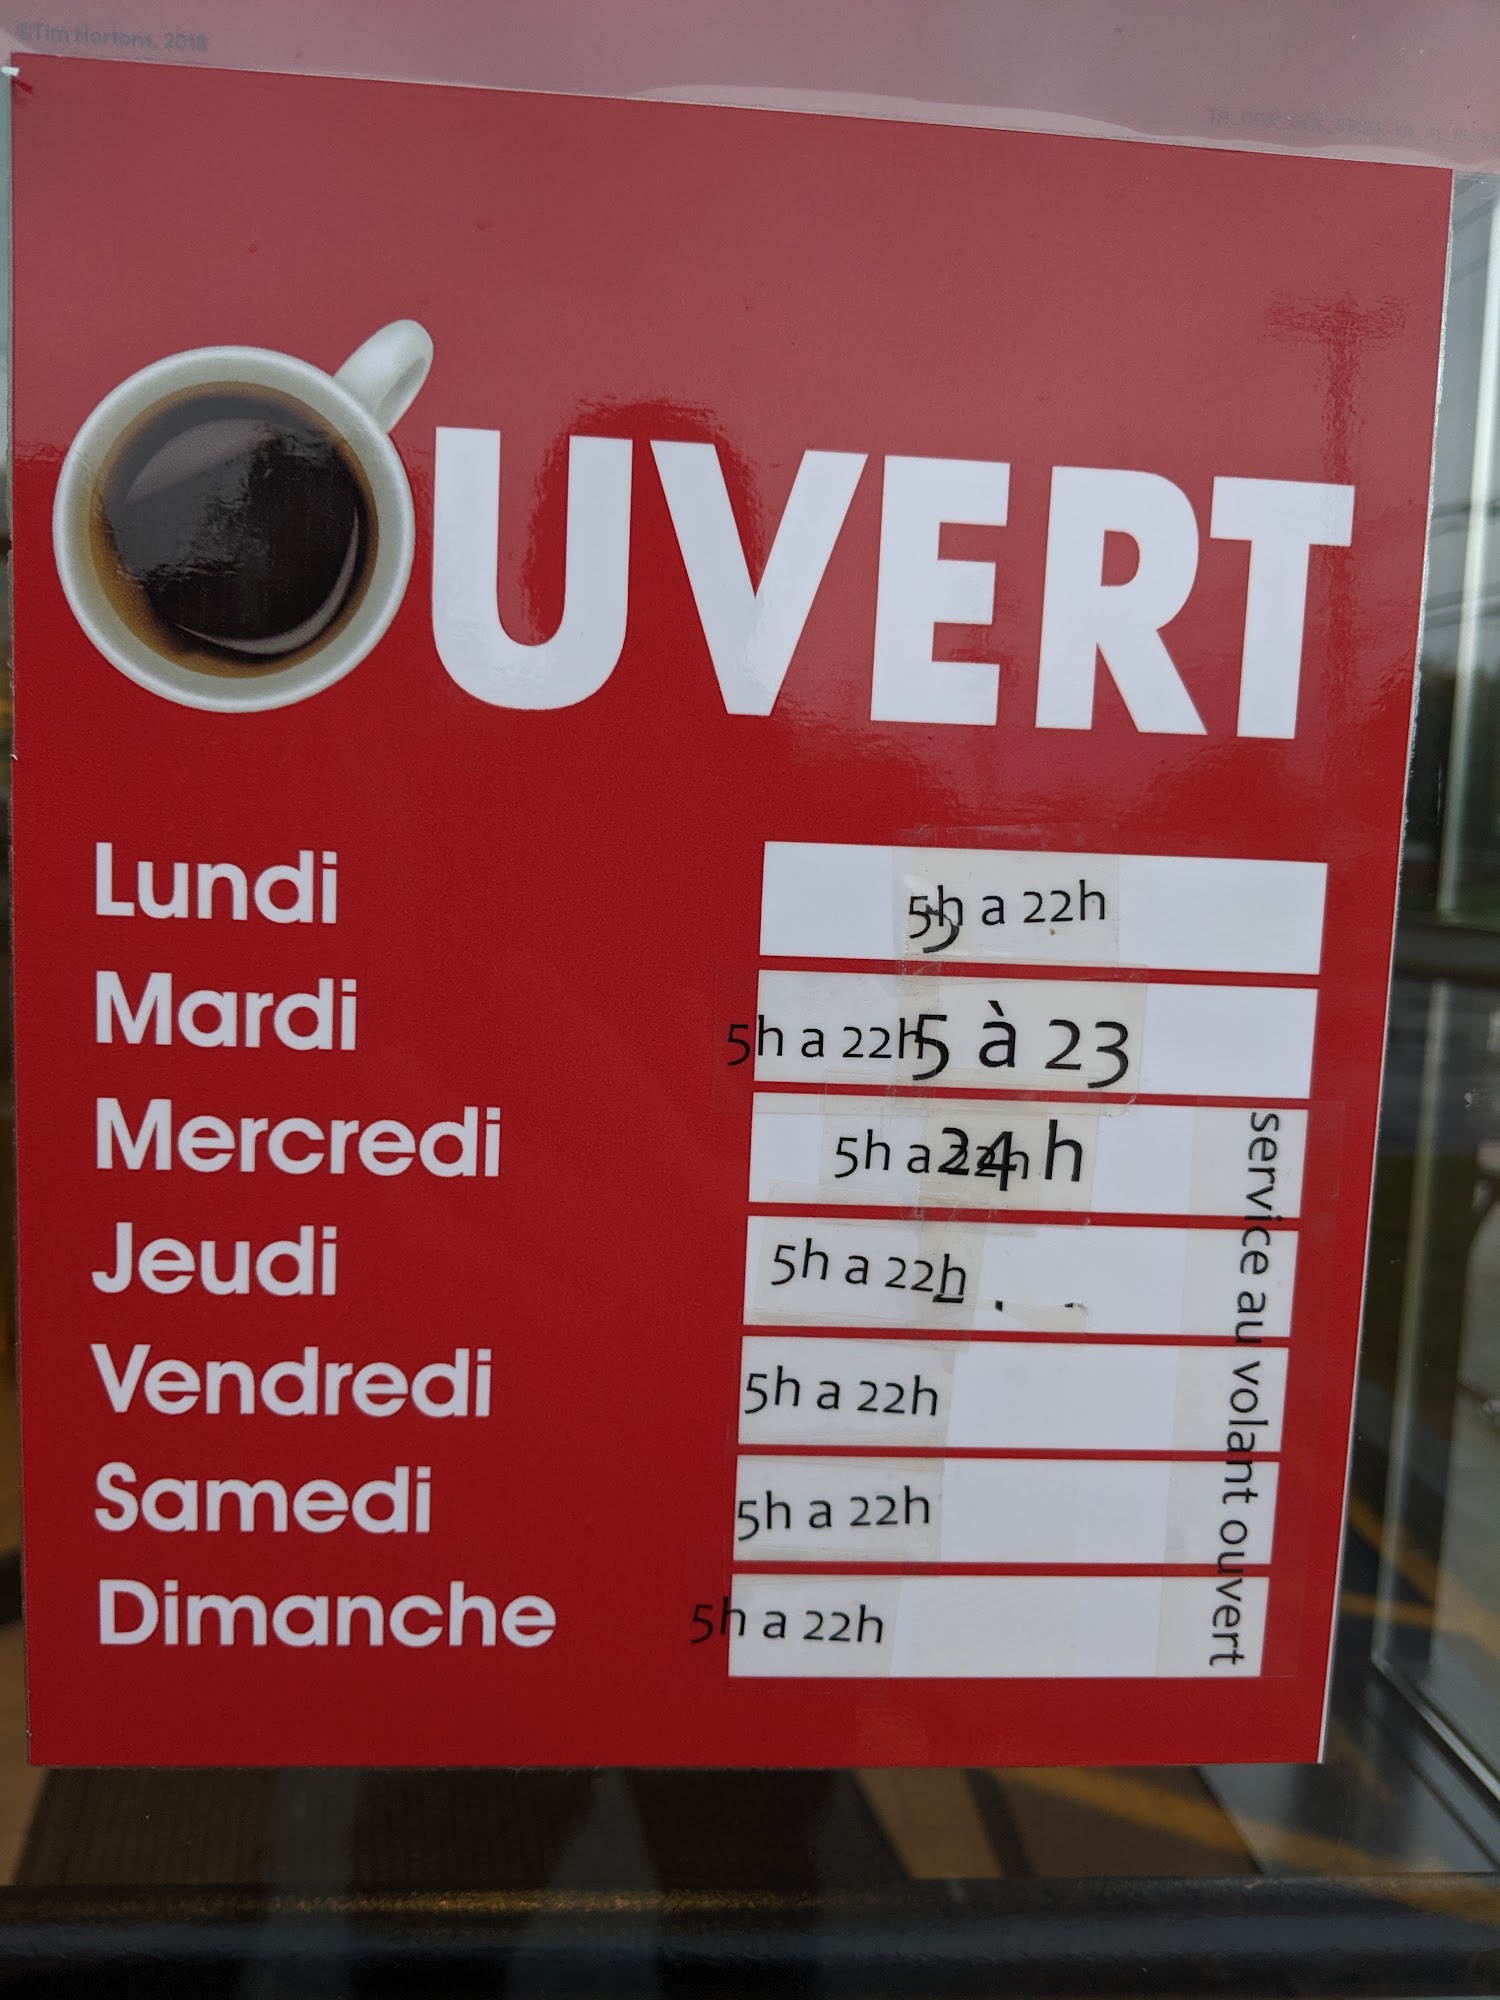 ©Tim Hortons, 2018
OUVERT
Lundi 5h a 22h
Mardi 5h a 22h 5 à 23
Mercredi 5h a 22h 24 h
Jeudi 5h a 22h
Vendredi 5h a 22h
Samedi 5h a 22h
Dimanche 5h a 22h
service au volant ouvert